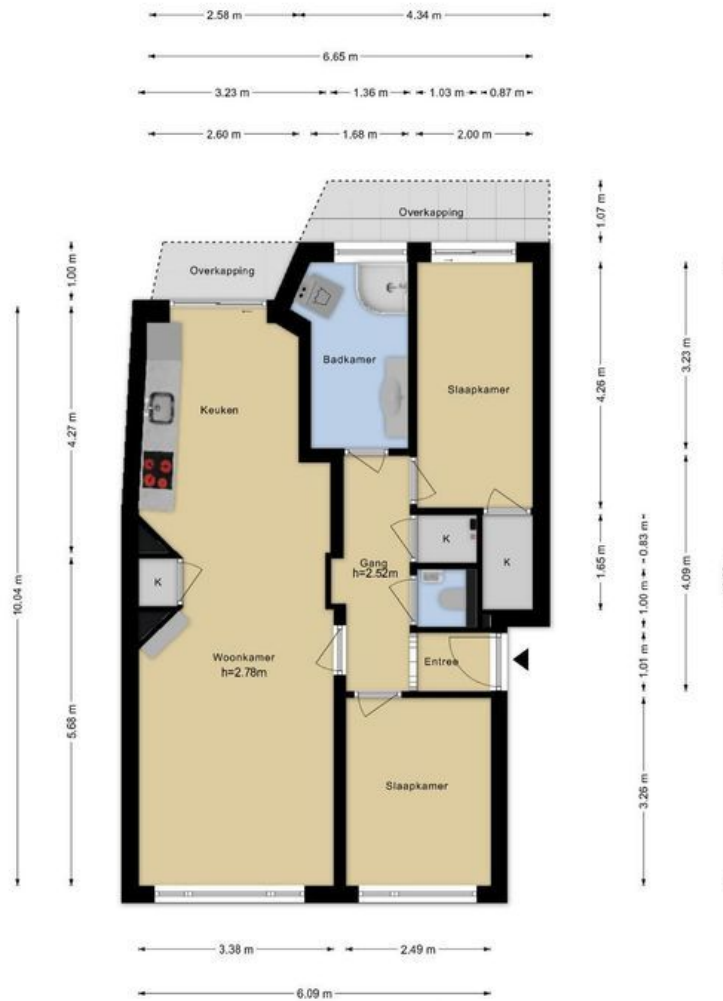 2.58 m 4.34 m
6.65 m
3.23 m 1.36 m 1.03 m 0.87 m
2.60 m 1.68 m 2.00 m
Overkapping
1.07 m
Overkapping
1.00 m
Badkamer
Slaapkamer
Keuken
4.27 m
4.26 m
3.23 m
K
K
K
Gang
h=2.52m
10.04 m
1.65 m
0.83 m
4.09 m
1.00 m
Woonkamer
h=2.78m
Entree
1.01 m
5.68 m
Slaapkamer
3.26 m
3.38 m 2.49 m
6.09 m